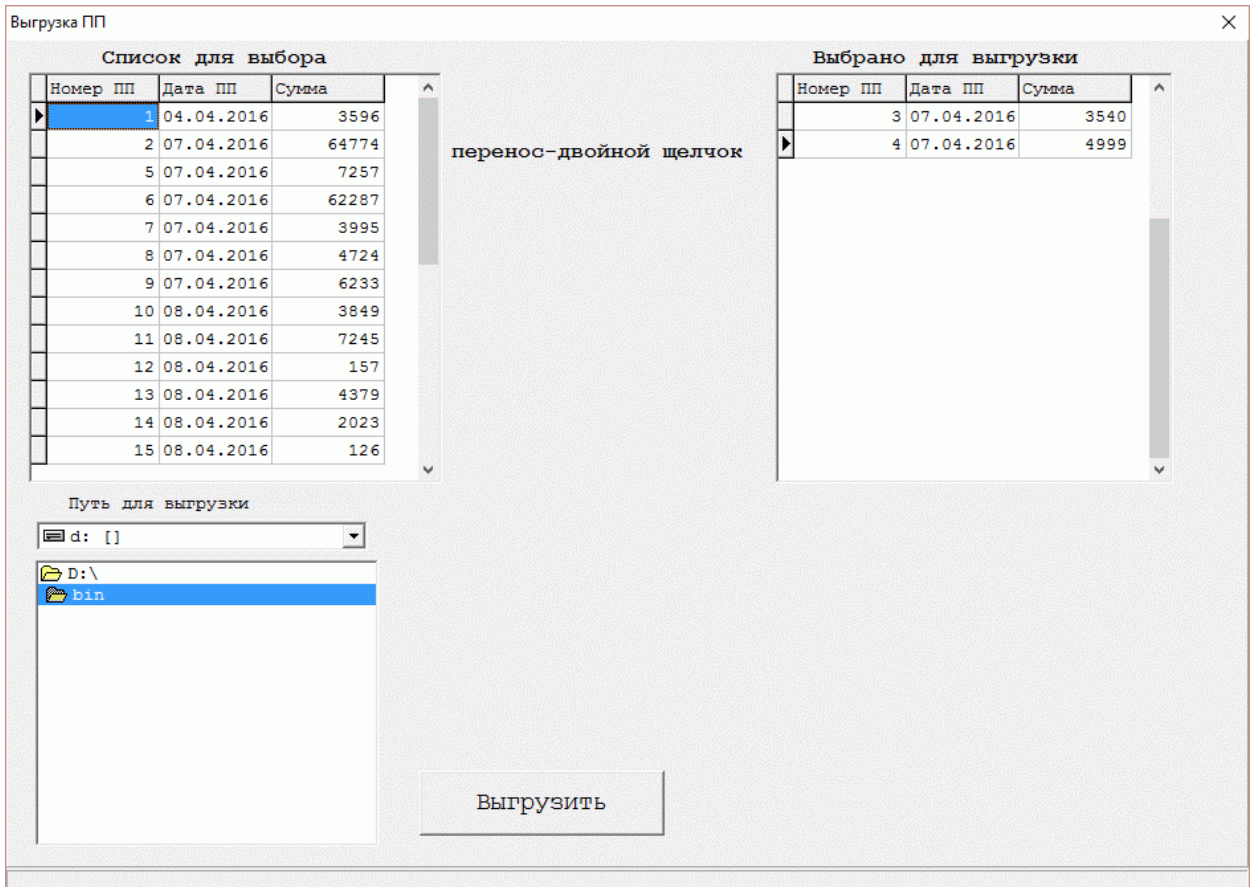 Выгрузка ПП
Список для выбора
Номер ПП Дата ПП Сумма
1 04.04.2016 3596
2 07.04.2016 64774
5 07.04.2016 7257
6 07.04.2016 62287
7 07.04.2016 3995
8 07.04.2016 4724
9 07.04.2016 6233
10 08.04.2016 3849
11 08.04.2016 7245
12 08.04.2016 157
13 08.04.2016 4379
14 08.04.2016 2023
15 08.04.2016 126
перенос-двойной щелчок
Выбрано для выгрузки
Номер ПП Дата ПП Сумма
3 07.04.2016 3540
4 07.04.2016 4999
Путь для выгрузки
d: []
D:\
bin
Выгрузить